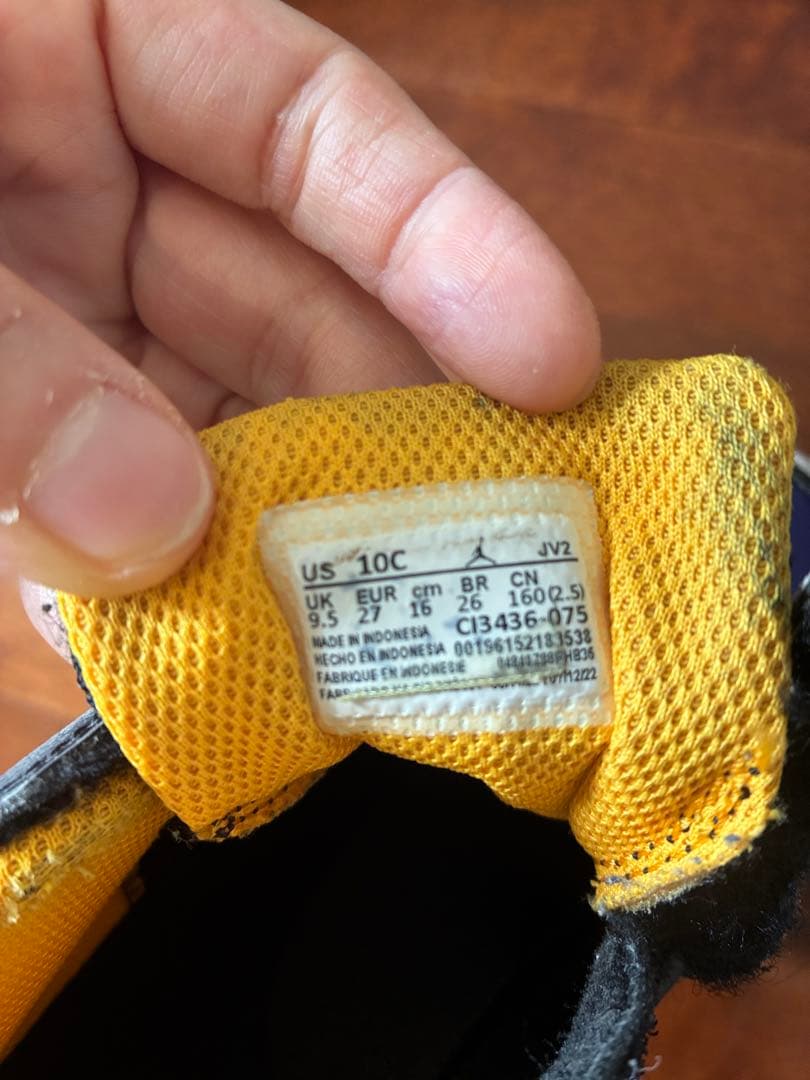 US 10C JV2
UK EUR cm BR CN
9.5 27 16 26 160(2.5)
MADE IN INDONESIA CI3436-075
HECHO EN INDONESIA
FABRIQUE EN INDONESIE